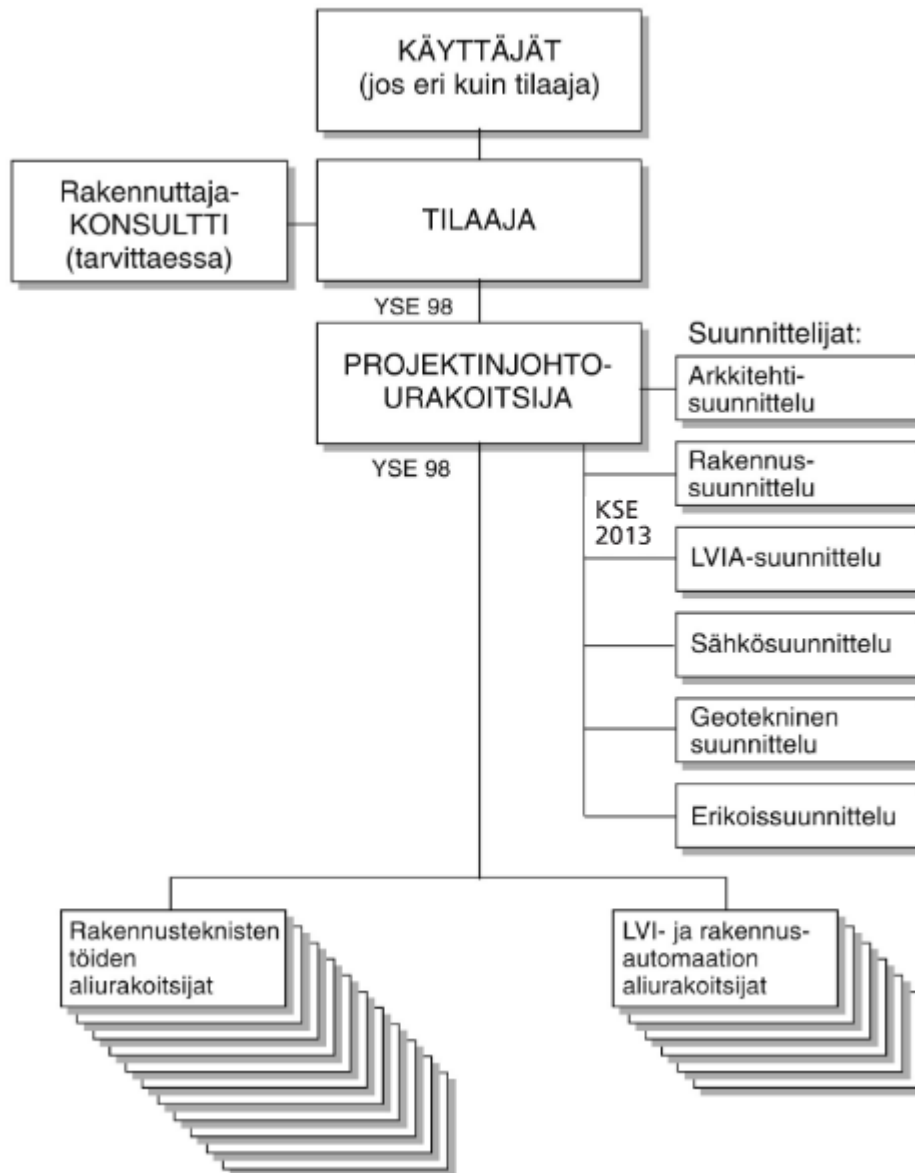 KÄYTTÄJÄT
(jos eri kuin tilaaja)
Rakennuttaja-
KONSULTTI
(tarvittaessa)
TILAAJA
YSE 98
PROJEKTINJOHTO-
URAKOITSIJA
YSE 98
Suunnittelijat:
Arkkitehti-
suunnittelu
Rakennus-
suunnittelu
KSE
2013
LVIA-suunnittelu
Sähkösuunnittelu
Geotekninen
suunnittelu
Erikoissuunnittelu
Rakennusteknisten
töiden
aliurakoitsijat
LVI- ja rakennus-
automaation
aliurakoitsijat